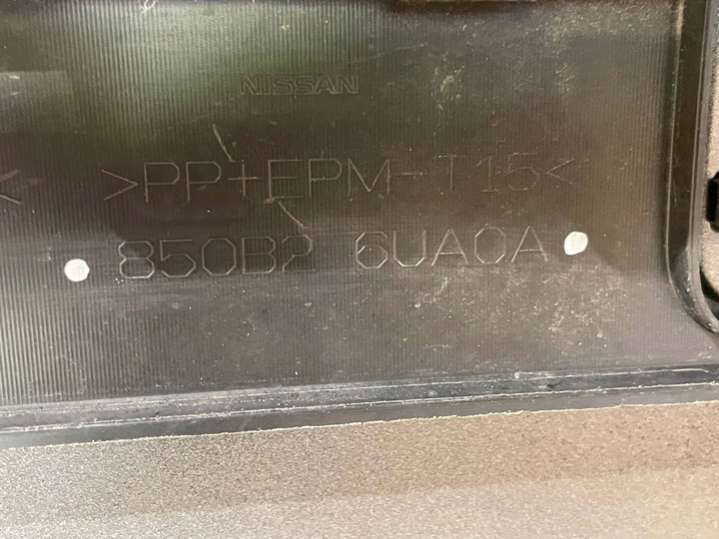 NISSAN
>PP+EPM-T15<
850B2 6UA0A